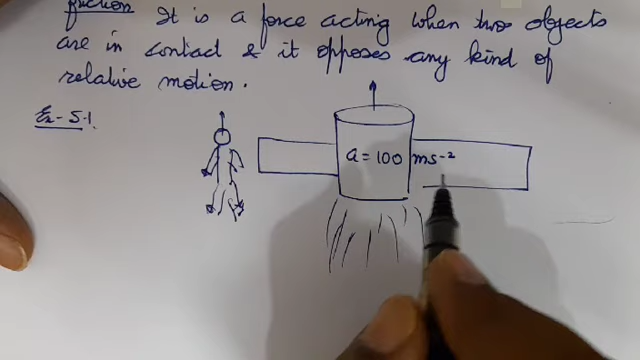 friction It is a force acting when two objects
are in contact & it opposes any kind of
relative motion.
Ex- 5.1.
a = 100 ms-2